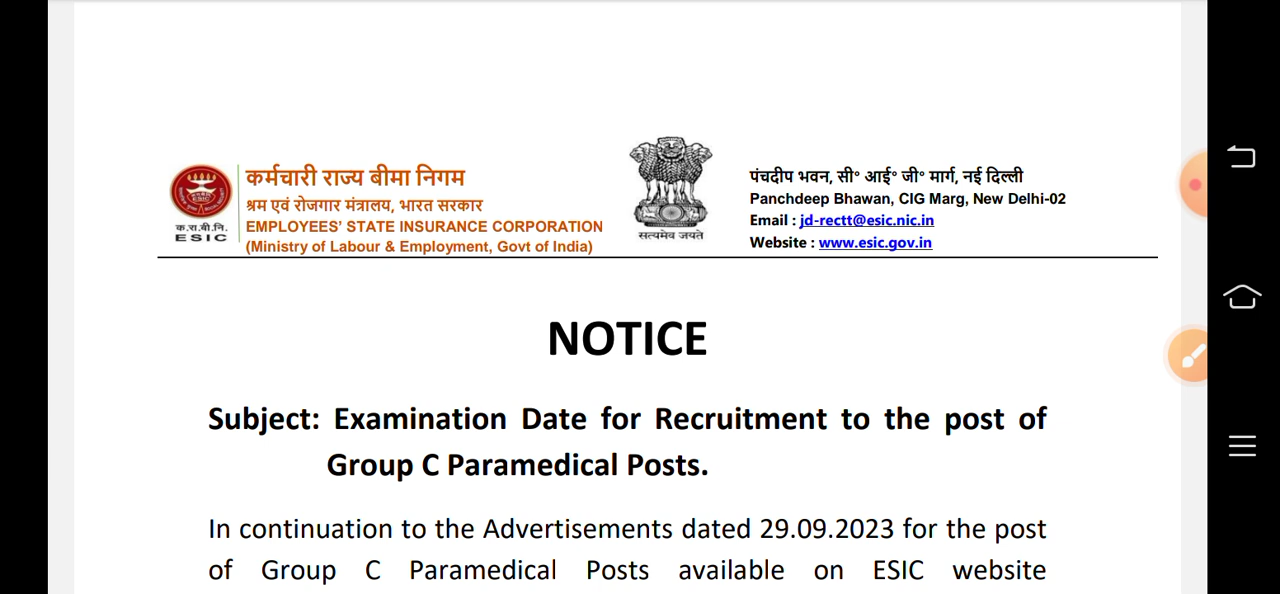 कर्मचारी राज्य बीमा निगम
श्रम एवं रोजगार मंत्रालय, भारत सरकार
EMPLOYEES' STATE INSURANCE CORPORATION
(Ministry of Labour & Employment, Govt of India)
क.रा.बी.नि.
ESIC
सत्यमेव जयते
पंचदीप भवन, सी॰ आई॰ जी॰ मार्ग, नई दिल्ली
Panchdeep Bhawan, CIG Marg, New Delhi-02
Email : jd-rectt@esic.nic.in
Website : www.esic.gov.in
NOTICE
Subject: Examination Date for Recruitment to the post of
Group C Paramedical Posts.
In continuation to the Advertisements dated 29.09.2023 for the post
of Group C Paramedical Posts available on ESIC website